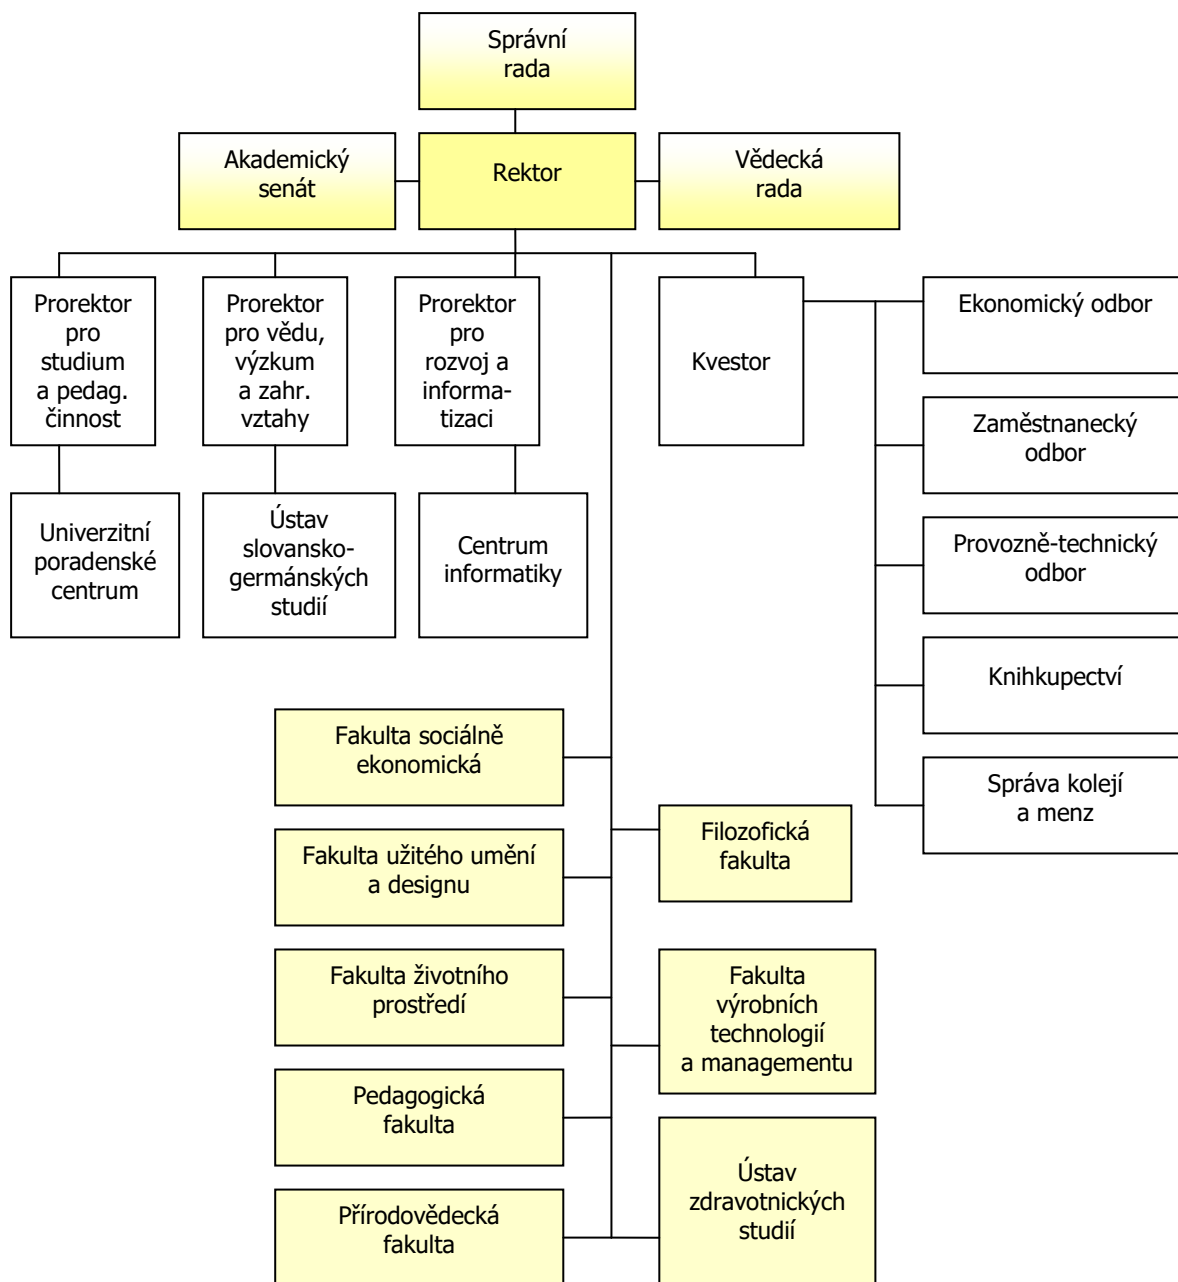 Správní
rada
Akademický
senát
Rektor
Vědecká
rada
Prorektor
pro
studium
a pedag.
činnost
Prorektor
pro vědu,
výzkum
a zahr.
vztahy
Prorektor
pro
rozvoj a
informa-
tizaci
Kvestor
Ekonomický odbor
Zaměstnanecký
odbor
Provozně-technický
odbor
Knihkupectví
Správa kolejí
a menz
Univerzitní
poradenské
centrum
Ústav
slovansko-
germánských
studií
Centrum
informatiky
Fakulta sociálně
ekonomická
Fakulta užitého umění
a designu
Fakulta životního
prostředí
Pedagogická
fakulta
Přírodovědecká
fakulta
Filozofická
fakulta
Fakulta
výrobních
technologií
a managementu
Ústav
zdravotnických
studií